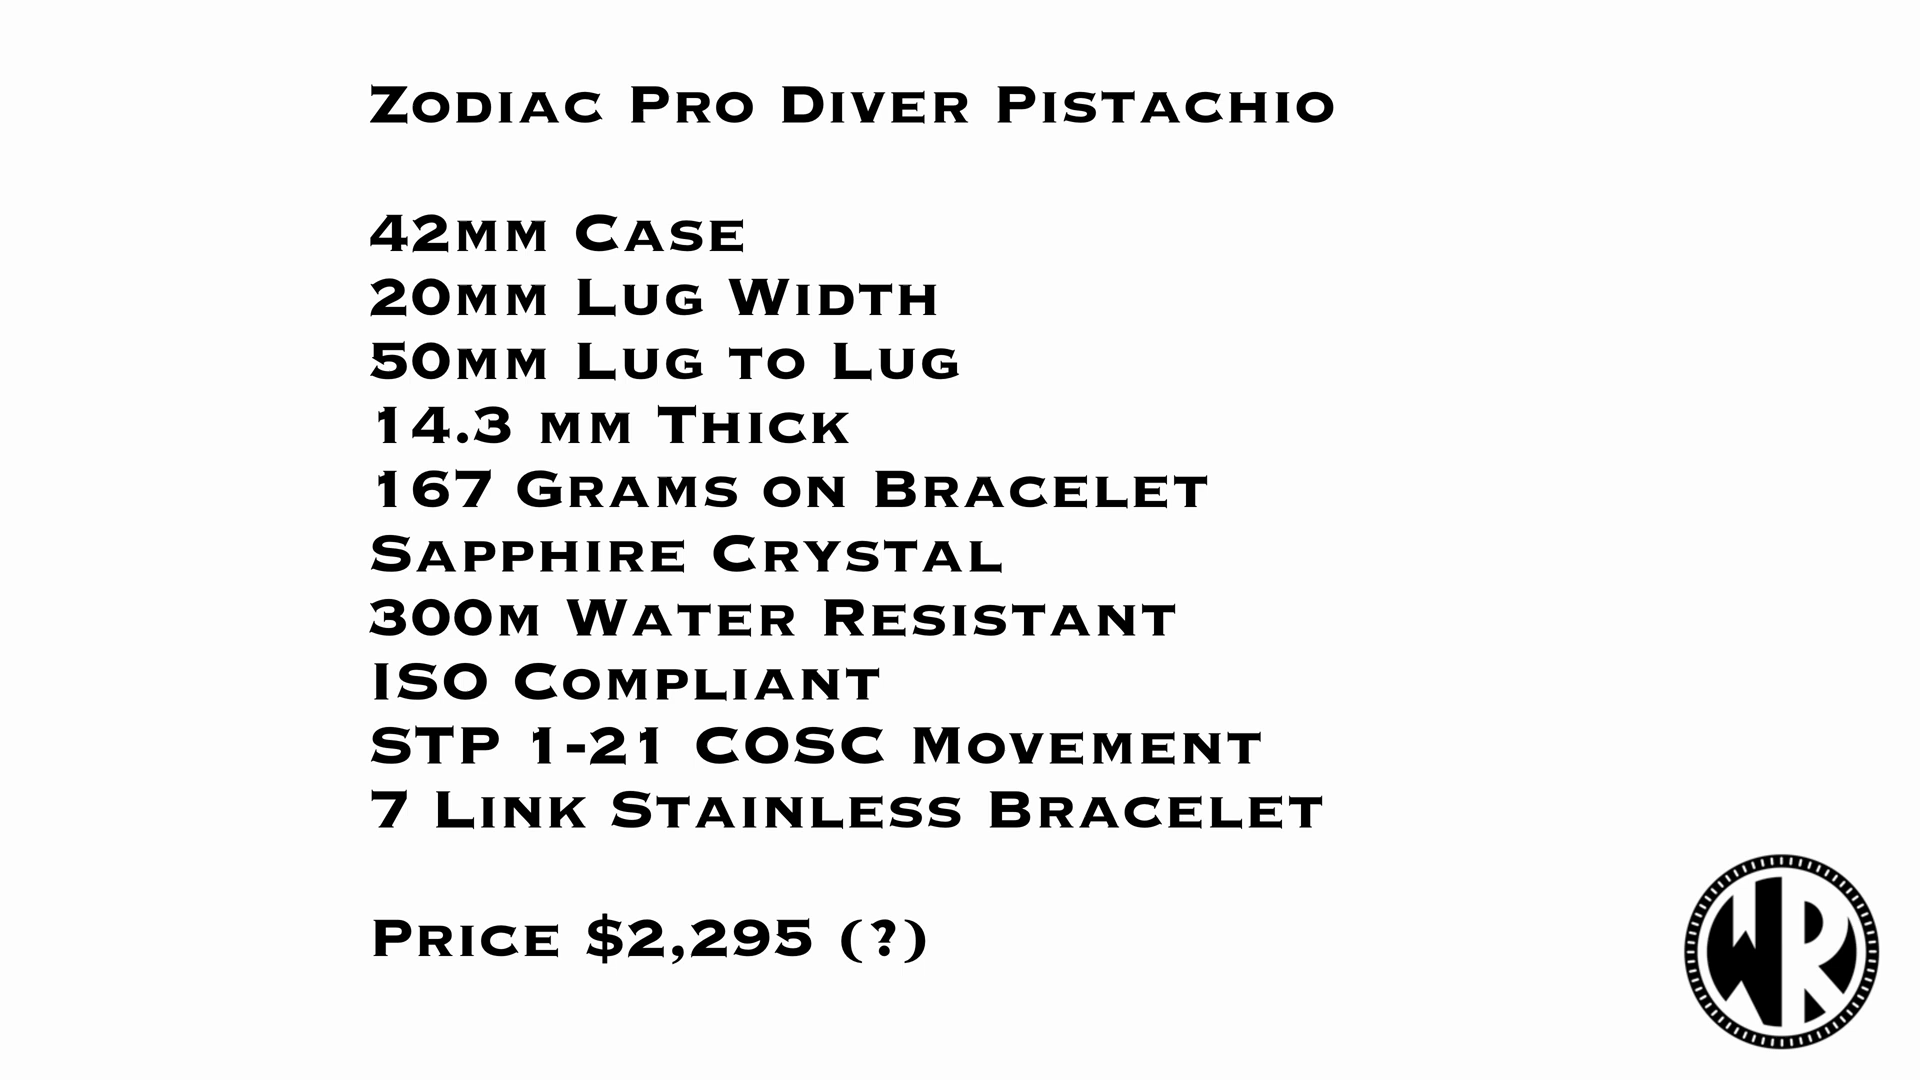 Zodiac Pro Diver Pistachio
42mm Case
20mm Lug Width
50mm Lug to Lug
14.3 mm Thick
167 Grams on Bracelet
Sapphire Crystal
300m Water Resistant
ISO Compliant
STP 1-21 COSC Movement
7 Link Stainless Bracelet
Price $2,295 (?)
WR